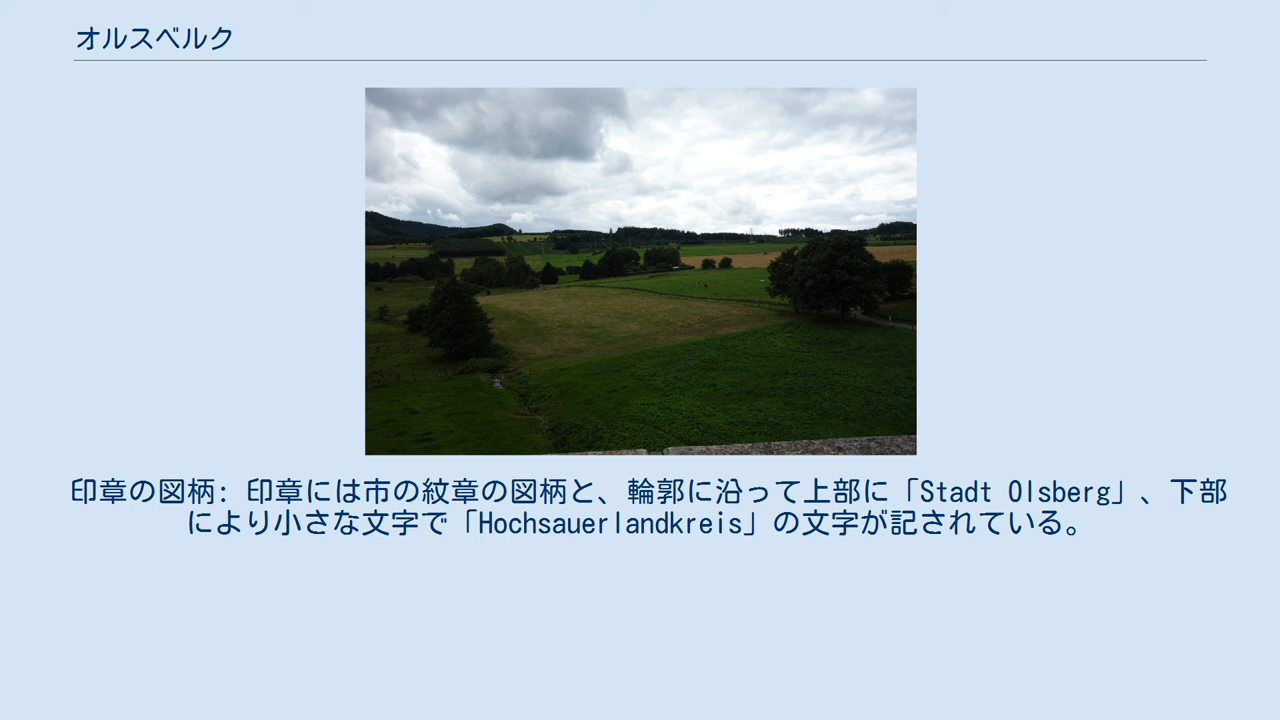 オルスベルク
印章の図柄: 印章には市の紋章の図柄と、輪郭に沿って上部に「Stadt Olsberg」、下部
により小さな文字で「Hochsauerlandkreis」の文字が記されている。